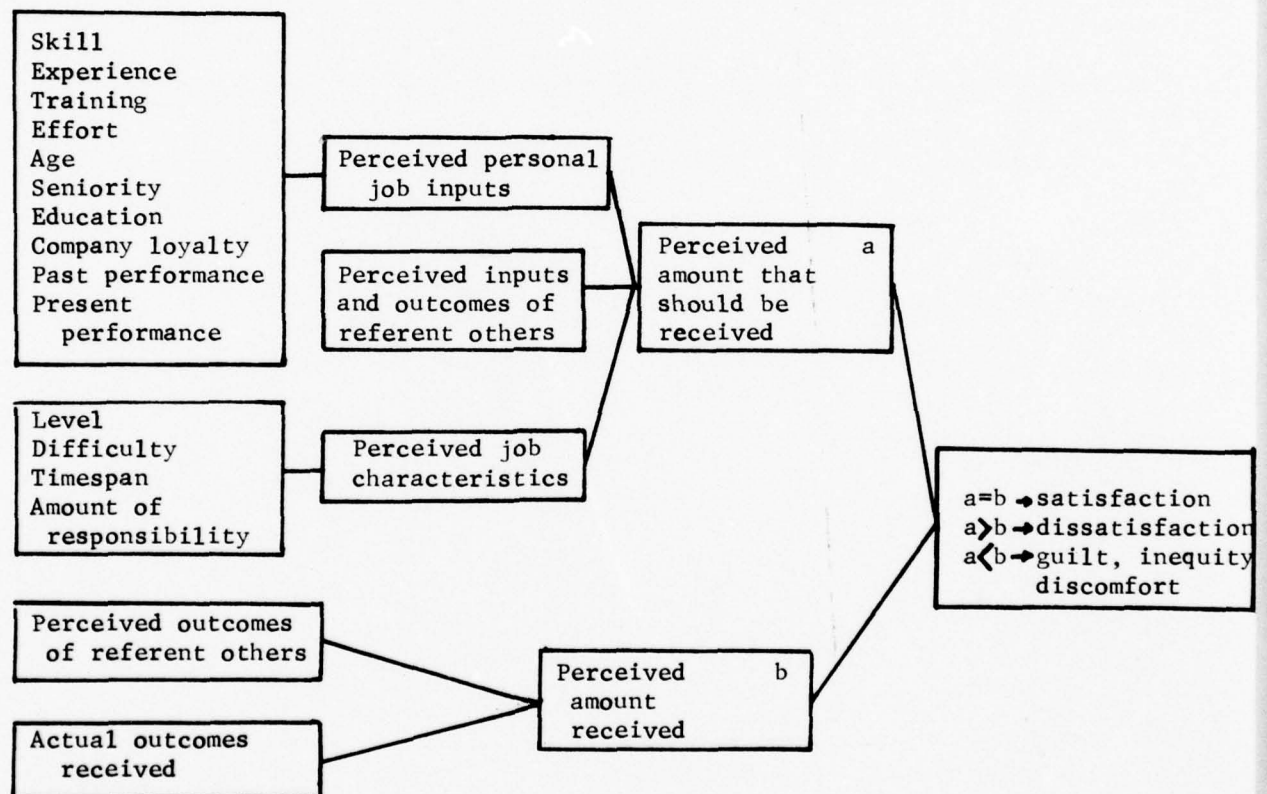 Skill
Experience
Training
Effort
Age
Seniority
Education
Company loyalty
Past performance
Present
performance
Perceived personal
job inputs
Perceived inputs
and outcomes of
referent others
Perceived a
amount that
should be
received
Level
Difficulty
Timespan
Amount of
responsibility
Perceived job
characteristics
a=b→satisfaction
a>b→dissatisfaction
a<b→guilt, inequity
discomfort
Perceived outcomes
of referent others
Perceived b
amount
received
Actual outcomes
received